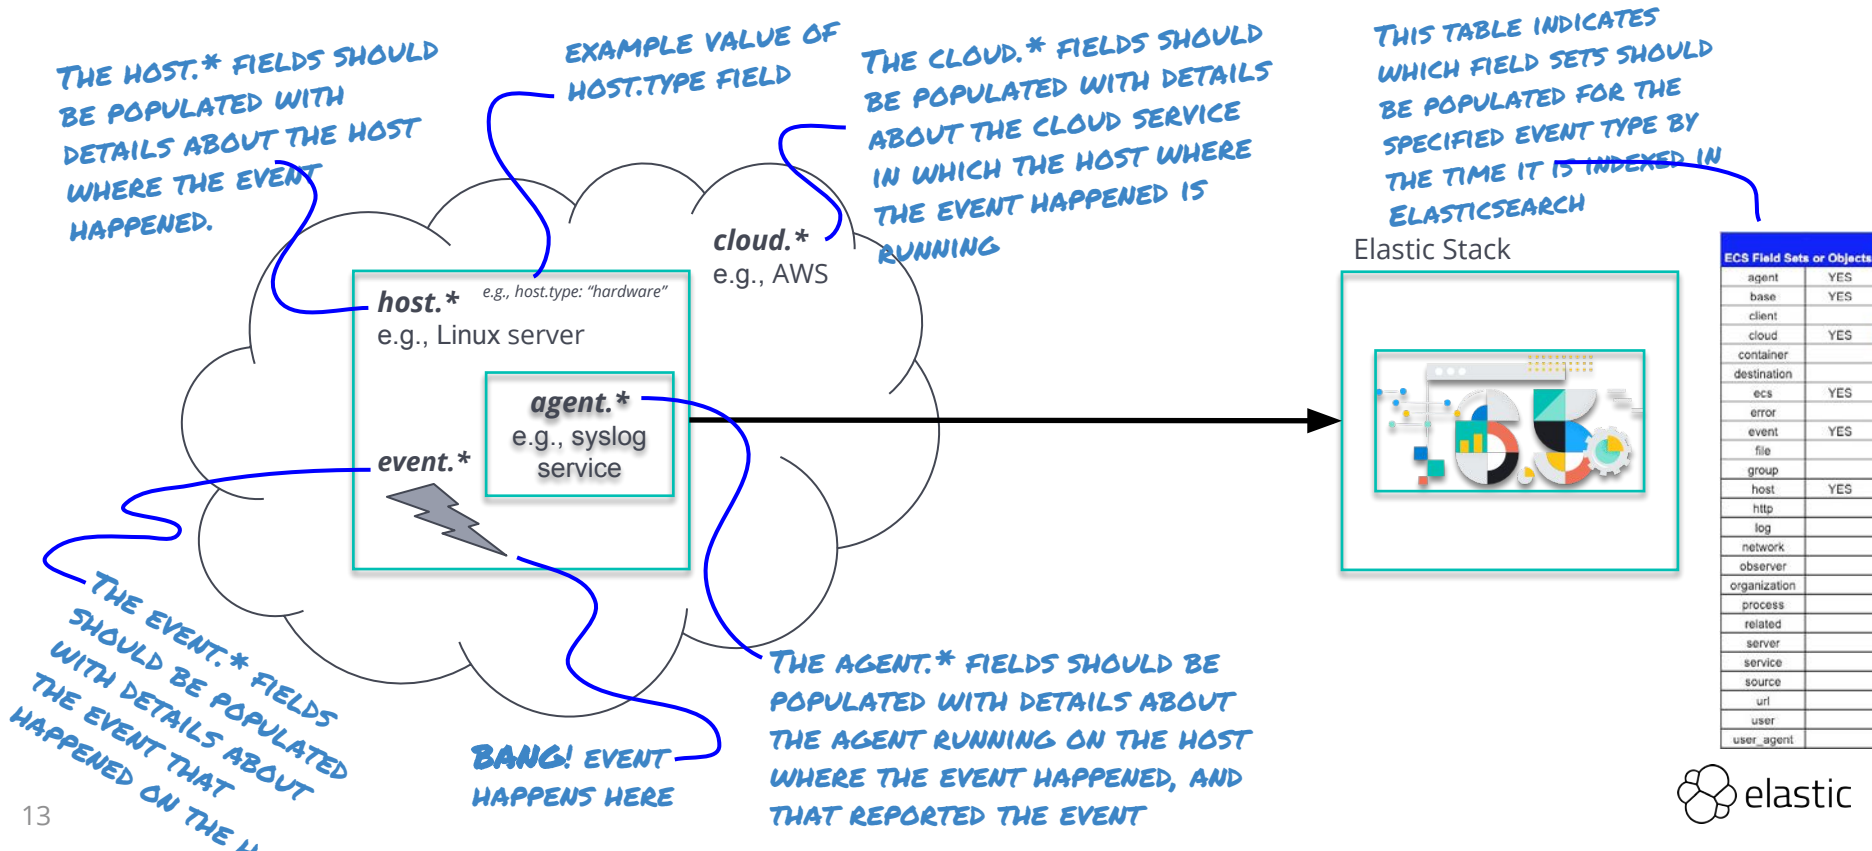 THE HOST.* FIELDS SHOULD
BE POPULATED WITH
DETAILS ABOUT THE HOST
WHERE THE EVENT
HAPPENED.
EXAMPLE VALUE OF
HOST.TYPE FIELD
THE CLOUD.* FIELDS SHOULD
BE POPULATED WITH DETAILS
ABOUT THE CLOUD SERVICE
IN WHICH THE HOST WHERE
THE EVENT HAPPENED IS
RUNNING
THIS TABLE INDICATES
WHICH FIELD SETS SHOULD
BE POPULATED FOR THE
SPECIFIED EVENT TYPE BY
THE TIME IT IS INDEXED IN
ELASTICSEARCH
cloud.*
e.g., AWS
host.*
e.g., host.type: “hardware”
e.g., Linux server
agent.*
e.g., syslog
service
event.*
Elastic Stack
ECS Field Sets or Objects
agent YES
base YES
client
cloud YES
container
destination
ecs YES
error
event YES
file
group
host YES
http
log
network
observer
organization
process
related
server
service
source
url
user
user_agent
THE EVENT.* FIELDS
SHOULD BE POPULATED
WITH DETAILS ABOUT
THE EVENT THAT
HAPPENED ON THE
BANG! EVENT
HAPPENS HERE
THE AGENT.* FIELDS SHOULD BE
POPULATED WITH DETAILS ABOUT
THE AGENT RUNNING ON THE HOST
WHERE THE EVENT HAPPENED, AND
THAT REPORTED THE EVENT
13
elastic